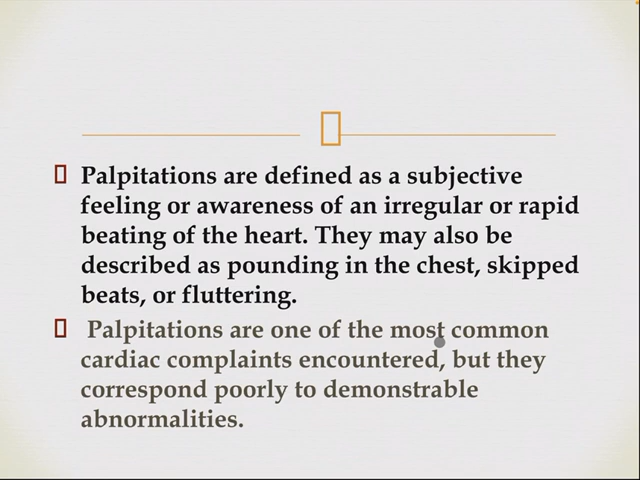 Palpitations are defined as a subjective
feeling or awareness of an irregular or rapid
beating of the heart. They may also be
described as pounding in the chest, skipped
beats, or fluttering.
Palpitations are one of the most common
cardiac complaints encountered, but they
correspond poorly to demonstrable
abnormalities.